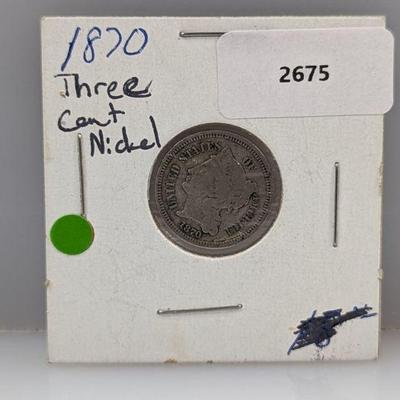 1870
Three
Cent
Nickel
2675
UNITED STATES OF AMERICA
1870